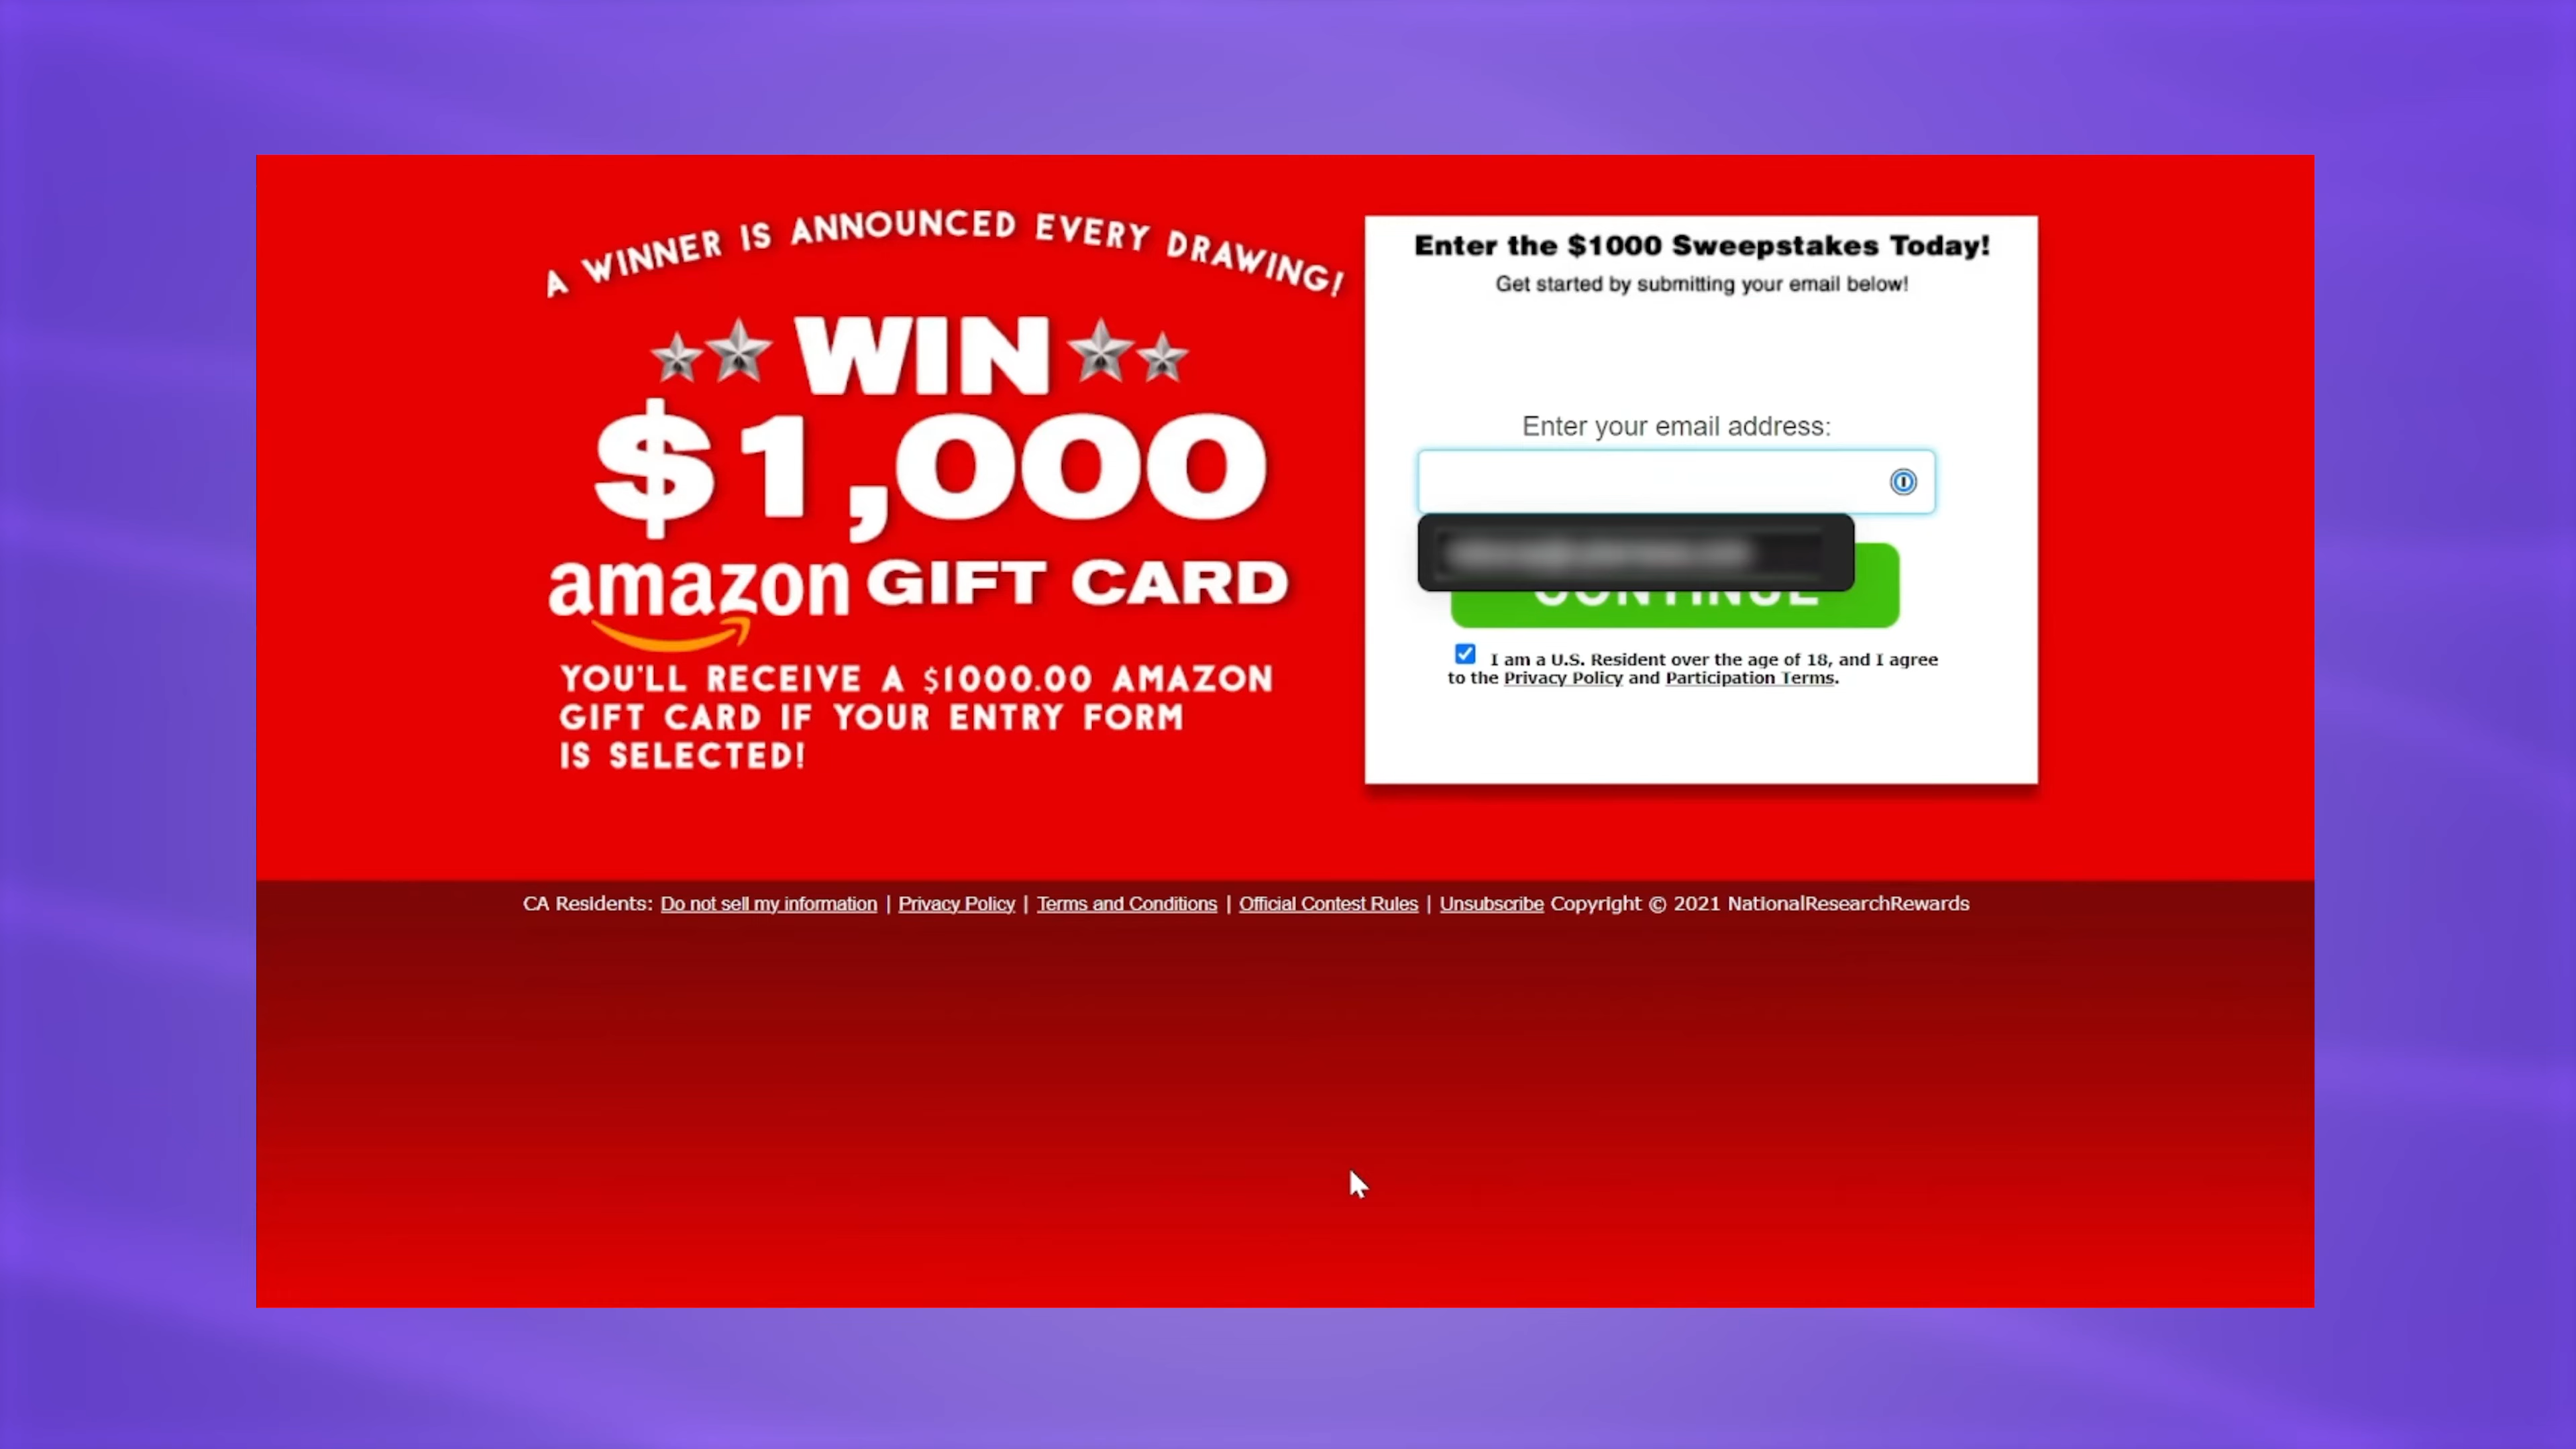 A WINNER IS ANNOUNCED EVERY DRAWING!
WIN
$1,000
amazon GIFT CARD
YOU'LL RECEIVE A $1000.00 AMAZON
GIFT CARD IF YOUR ENTRY FORM
IS SELECTED!
Enter the $1000 Sweepstakes Today!
Get started by submitting your email below!
Enter your email address:
CONTINUE
I am a U.S. Resident over the age of 18, and I agree
to the Privacy Policy and Participation Terms.
CA Residents: Do not sell my information | Privacy Policy | Terms and Conditions | Official Contest Rules | Unsubscribe Copyright © 2021 NationalResearchRewards